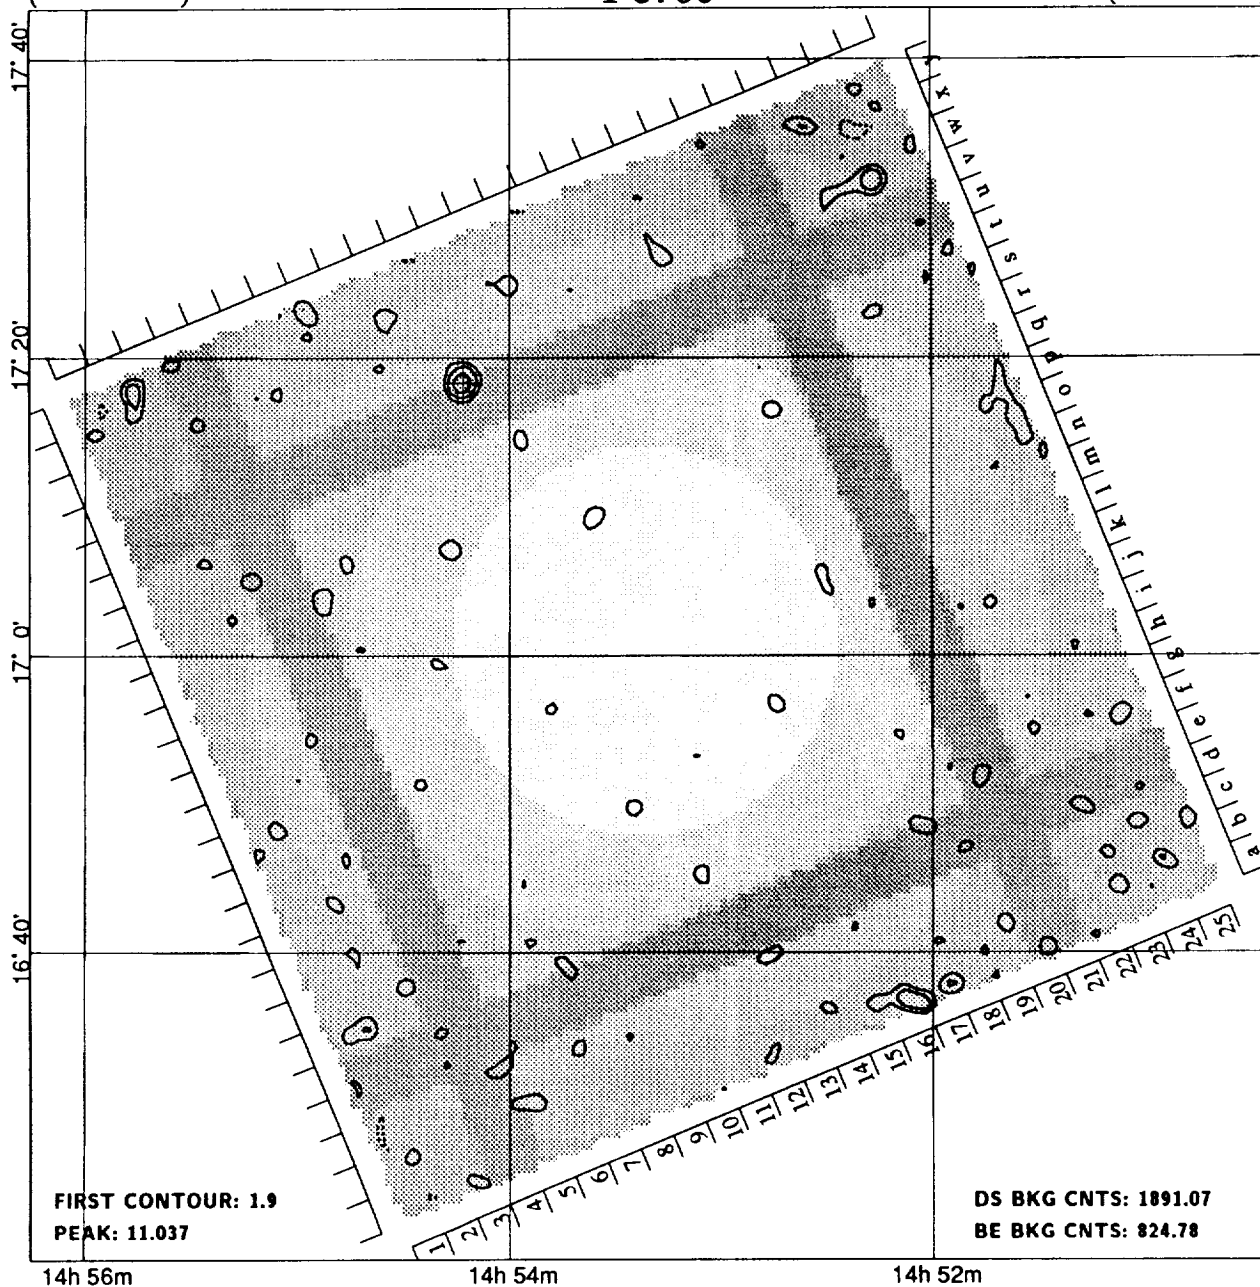 17° 40'
17° 20'
17° 0'
16° 40'
y
x
w
v
u
t
s
r
q
p
o
n
m
l
k
j
i
h
g
f
e
d
c
b
a
1
2
3
4
5
6
7
8
9
10
11
12
13
14
15
16
17
18
19
20
21
22
23
24
25
FIRST CONTOUR: 1.9
PEAK: 11.037
DS BKG CNTS: 1891.07
BE BKG CNTS: 824.78
14h 56m
14h 54m
14h 52m